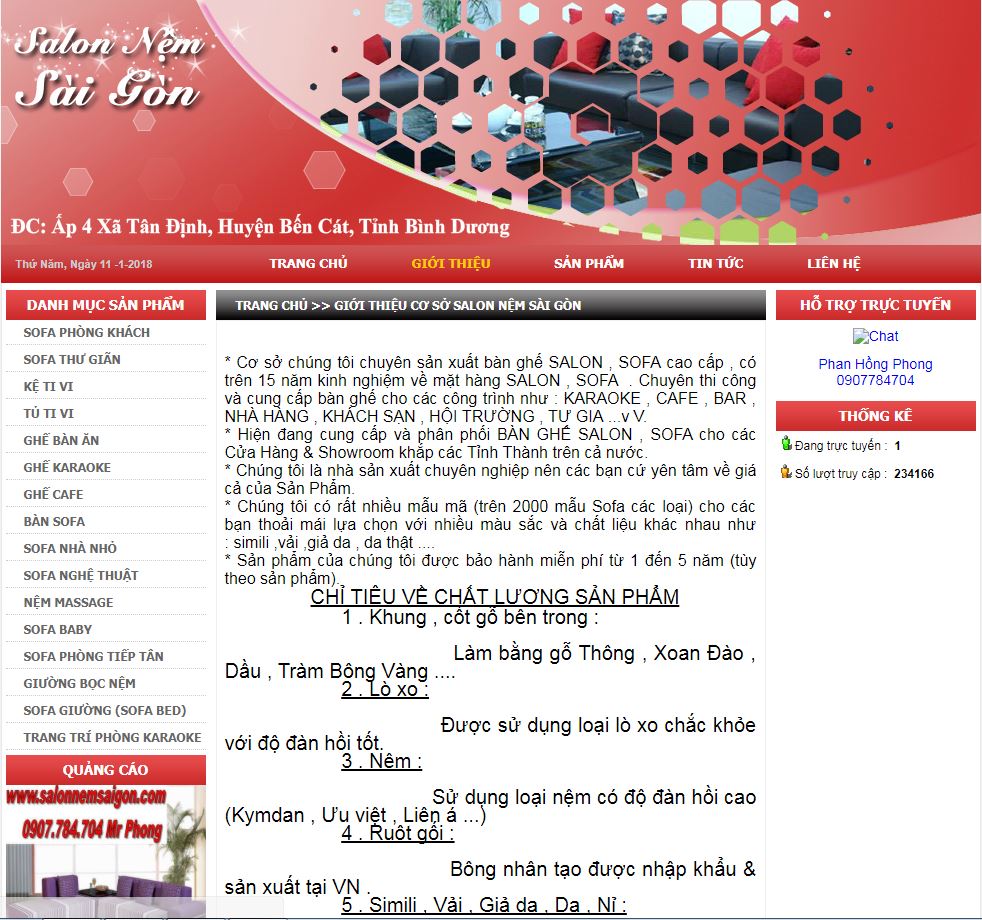 Salon Nệm
Sài Gòn
ĐC: Ấp 4 Xã Tân Định, Huyện Bến Cát, Tỉnh Bình Dương
Thứ Năm, Ngày 11 -1-2018
TRANG CHỦ
GIỚI THIỆU
SẢN PHẨM
TIN TỨC
LIÊN HỆ
DANH MỤC SẢN PHẨM
SOFA PHÒNG KHÁCH
SOFA THƯ GIÃN
KỆ TI VI
TỦ TI VI
GHẾ BÀN ĂN
GHẾ KARAOKE
GHẾ CAFE
BÀN SOFA
SOFA NHÀ NHỎ
SOFA NGHỆ THUẬT
NỆM MASSAGE
SOFA BABY
SOFA PHÒNG TIẾP TÂN
GIƯỜNG BỌC NỆM
SOFA GIƯỜNG (SOFA BED)
TRANG TRÍ PHÒNG KARAOKE
QUẢNG CÁO
www.salonnemsaigon.com
0907.784.704 Mr Phong
TRANG CHỦ >> GIỚI THIỆU CƠ SỞ SALON NỆM SÀI GÒN
* Cơ sở chúng tôi chuyên sản xuất bàn ghế SALON , SOFA cao cấp , có
trên 15 năm kinh nghiệm về mặt hàng SALON , SOFA . Chuyên thi công
và cung cấp bàn ghế cho các công trình như : KARAOKE , CAFE , BAR ,
NHÀ HÀNG , KHÁCH SẠN , HỘI TRƯỜNG , TƯ GIA ...v V.
* Hiện đang cung cấp và phân phối BÀN GHẾ SALON , SOFA cho các
Cửa Hàng & Showroom khắp các Tỉnh Thành trên cả nước.
* Chúng tôi là nhà sản xuất chuyên nghiệp nên các bạn cứ yên tâm về giá
cả của Sản Phẩm.
* Chúng tôi có rất nhiều mẫu mã (trên 2000 mẫu Sofa các loại) cho các
bạn thoải mái lựa chọn với nhiều màu sắc và chất liệu khác nhau như
: simili ,vải ,giả da , da thật ....
* Sản phẩm của chúng tôi được bảo hành miễn phí từ 1 đến 5 năm (tùy
theo sản phẩm).
CHỈ TIÊU VỀ CHẤT LƯỢNG SẢN PHẨM
1 . Khung , cốt gỗ bên trong :
Làm bằng gỗ Thông , Xoan Đào ,
Dầu , Tràm Bông Vàng ....
2 . Lò xo :
Được sử dụng loại lò xo chắc khỏe
với độ đàn hồi tốt.
3 . Nệm :
Sử dụng loại nệm có độ đàn hồi cao
(Kymdan , Ưu việt , Liên á ...)
4 . Ruột gối :
Bông nhân tạo được nhập khẩu &
sản xuất tại VN .
5 . Simili , Vải , Giả da , Da , Nỉ :
HỖ TRỢ TRỰC TUYẾN
Chat
Phan Hồng Phong
0907784704
THỐNG KÊ
Đang trực tuyến : 1
Số lượt truy cập : 234166